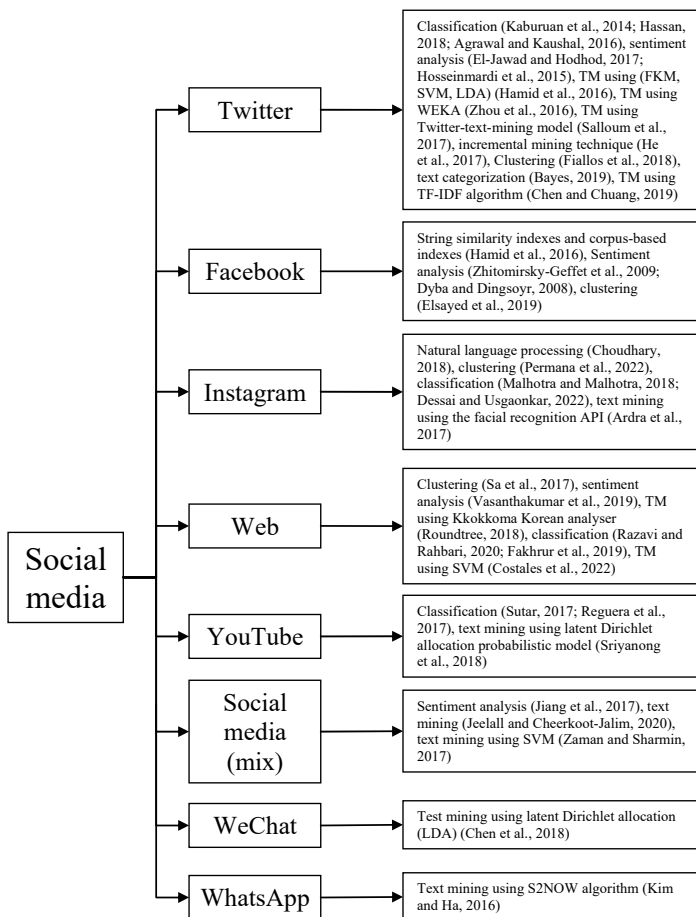 Social
media
Twitter
Classification (Kaburuan et al., 2014; Hassan,
2018; Agrawal and Kaushal, 2016), sentiment
analysis (El-Jawad and Hodhod, 2017;
Hosseinmardi et al., 2015), TM using (FKM,
SVM, LDA) (Hamid et al., 2016), TM using
WEKA (Zhou et al., 2016), TM using
Twitter-text-mining model (Salloum et al.,
2017), incremental mining technique (He
et al., 2017), Clustering (Fiallos et al., 2018),
text categorization (Bayes, 2019), TM using
TF-IDF algorithm (Chen and Chuang, 2019)
Facebook
String similarity indexes and corpus-based
indexes (Hamid et al., 2016), Sentiment
analysis (Zhitomirsky-Geffet et al., 2009;
Dyba and Dingsoyr, 2008), clustering
(Elsayed et al., 2019)
Instagram
Natural language processing (Choudhary,
2018), clustering (Permana et al., 2022),
classification (Malhotra and Malhotra, 2018;
Dessai and Usgaonkar, 2022), text mining
using the facial recognition API (Ardra et al.,
2017)
Web
Clustering (Sa et al., 2017), sentiment
analysis (Vasanthakumar et al., 2019), TM
using Kkokkoma Korean analyser
(Roundtree, 2018), classification (Razavi and
Rahbari, 2020; Fakhrur et al., 2019), TM
using SVM (Costales et al., 2022)
YouTube
Classification (Sutar, 2017; Reguera et al.,
2017), text mining using latent Dirichlet
allocation probabilistic model (Sriyanong
et al., 2018)
Social
media
(mix)
Sentiment analysis (Jiang et al., 2017), text
mining (Jeelall and Cheerkoot-Jalim, 2020),
text mining using SVM (Zaman and Sharmin,
2017)
WeChat
Test mining using latent Dirichlet allocation
(LDA) (Chen et al., 2018)
WhatsApp
Text mining using S2NOW algorithm (Kim
and Ha, 2016)